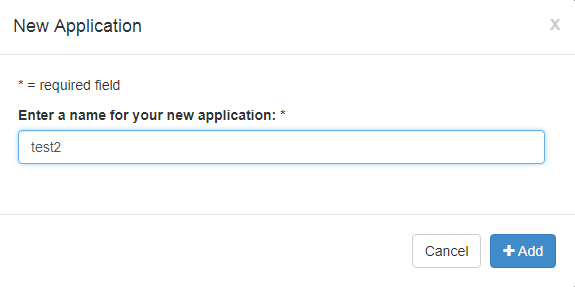 New Application
x
* = required field
Enter a name for your new application: *
test2
Cancel
+ Add